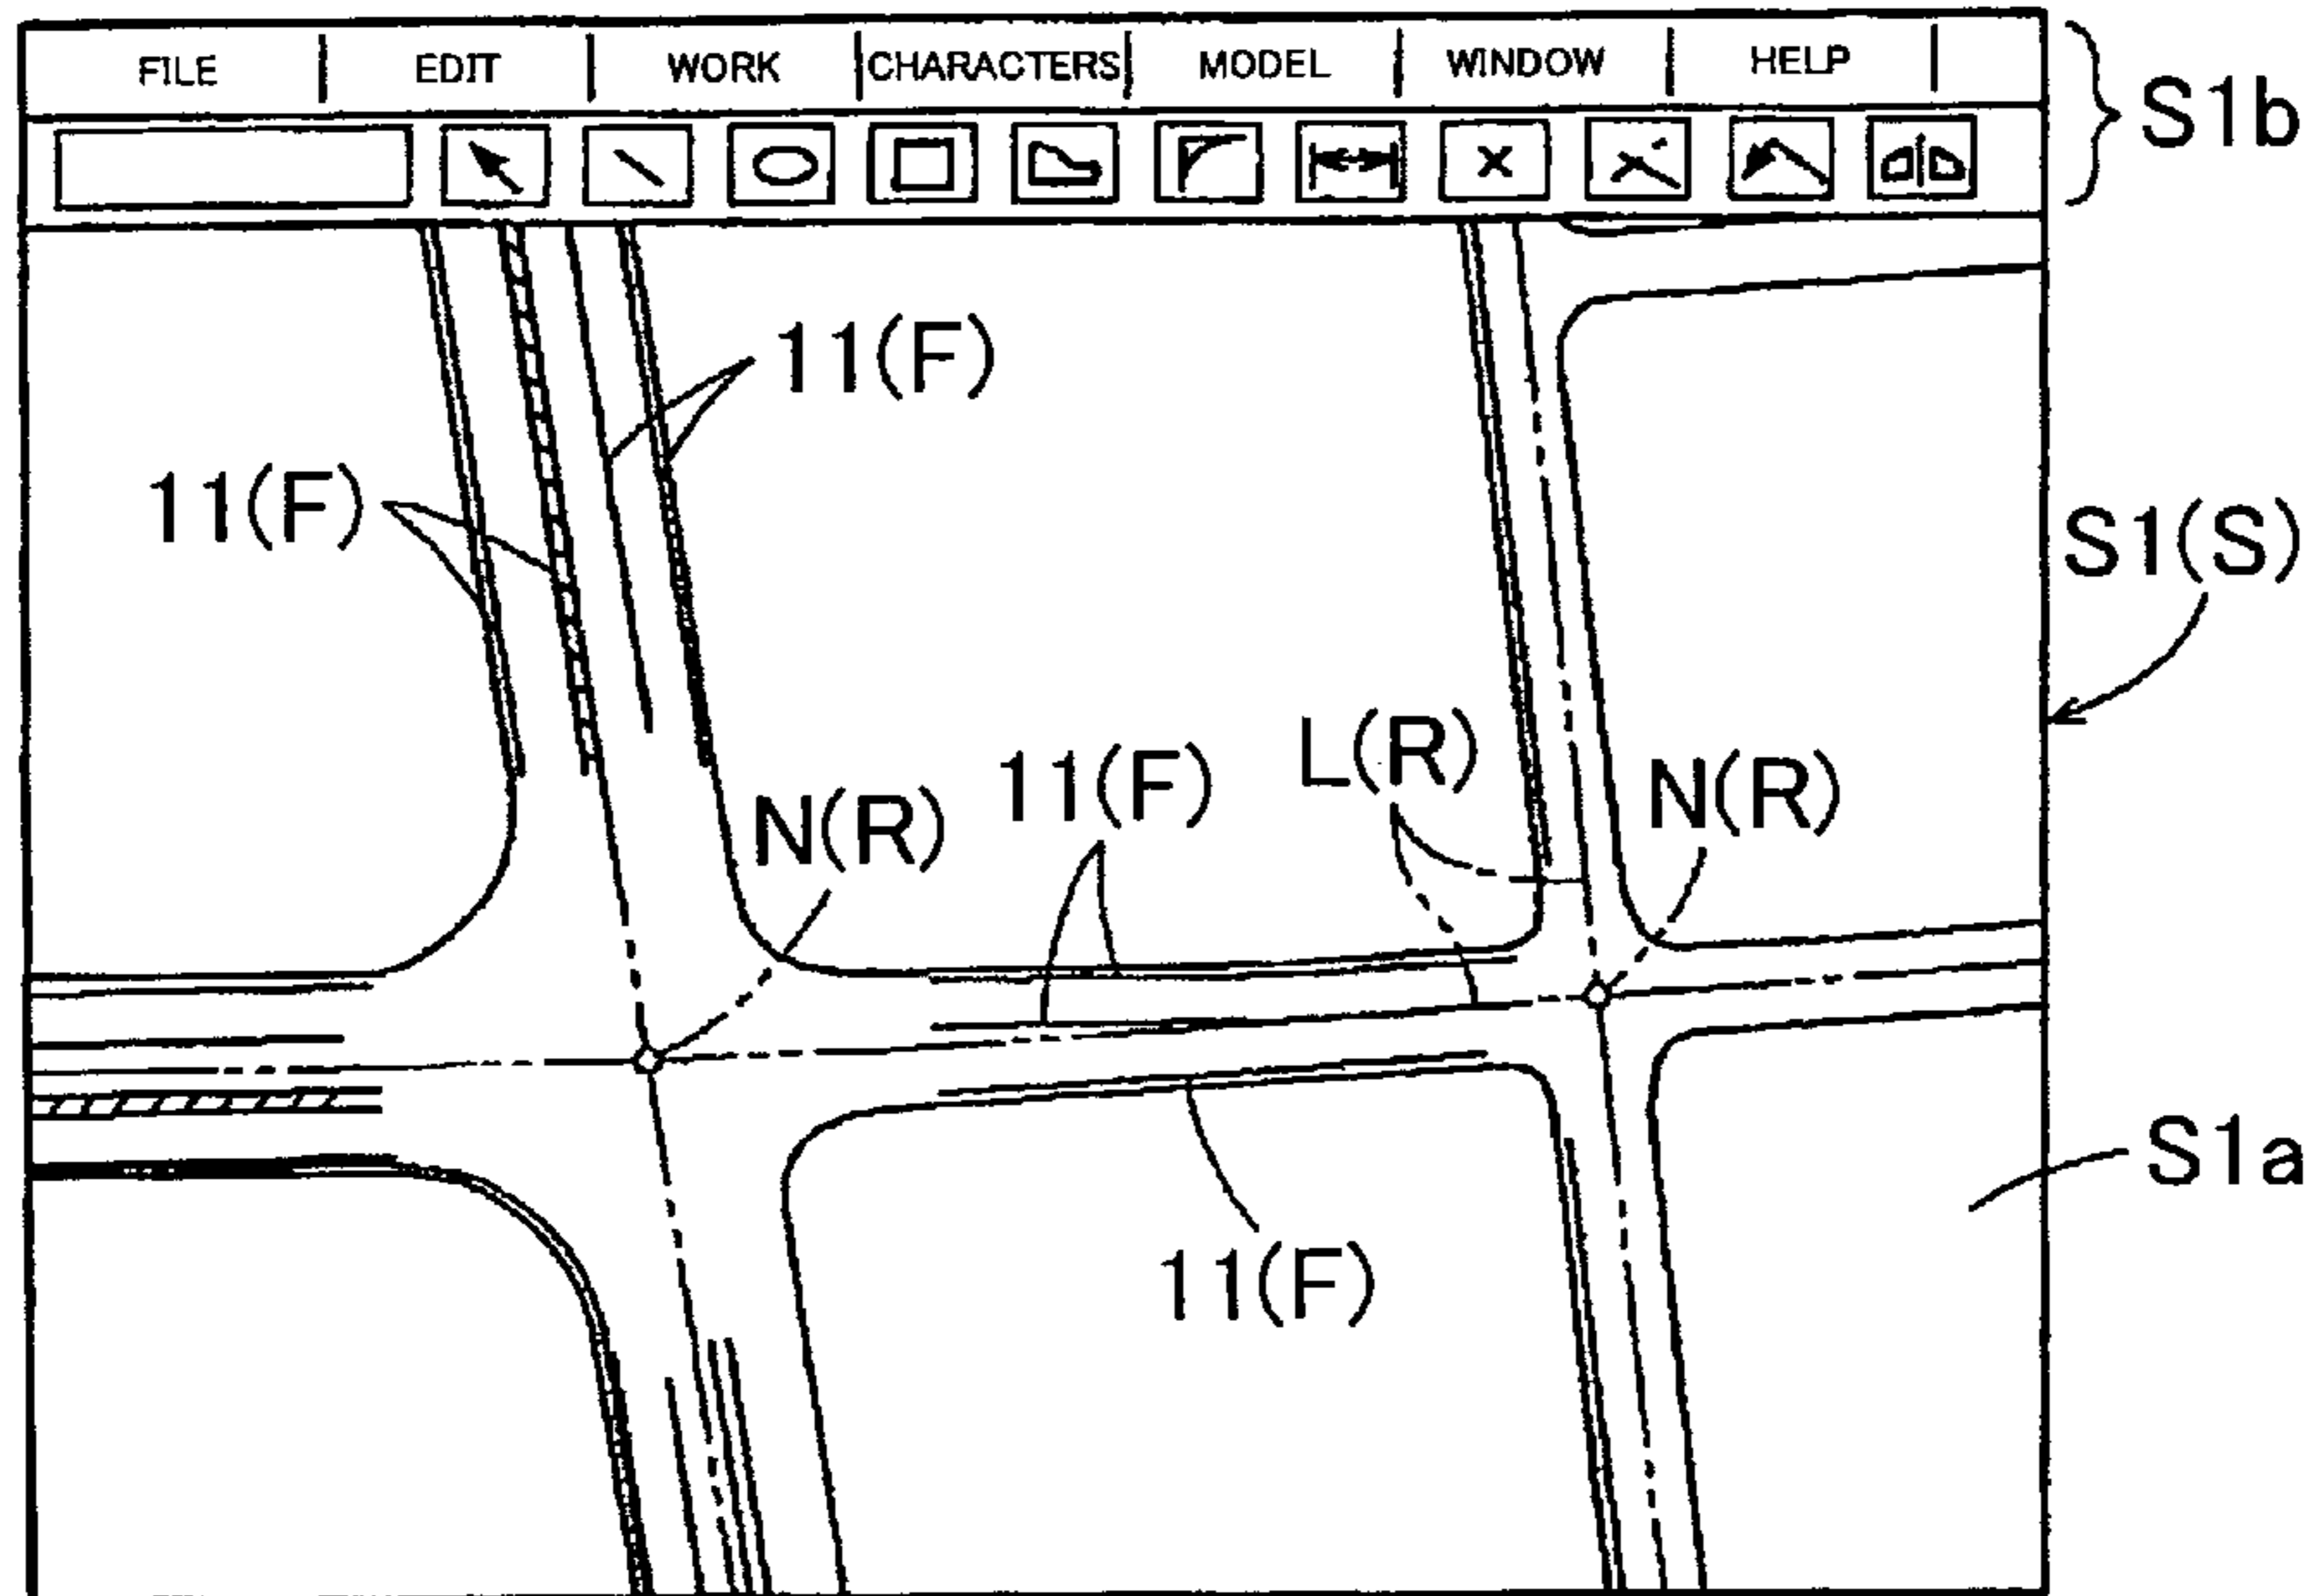 FILE | EDIT | WORK | CHARACTERS | MODEL | WINDOW | HELP |
S1b
11(F)
11(F)
S1(S)
L(R)
N(R)
11(F)
N(R)
S1a
11(F)